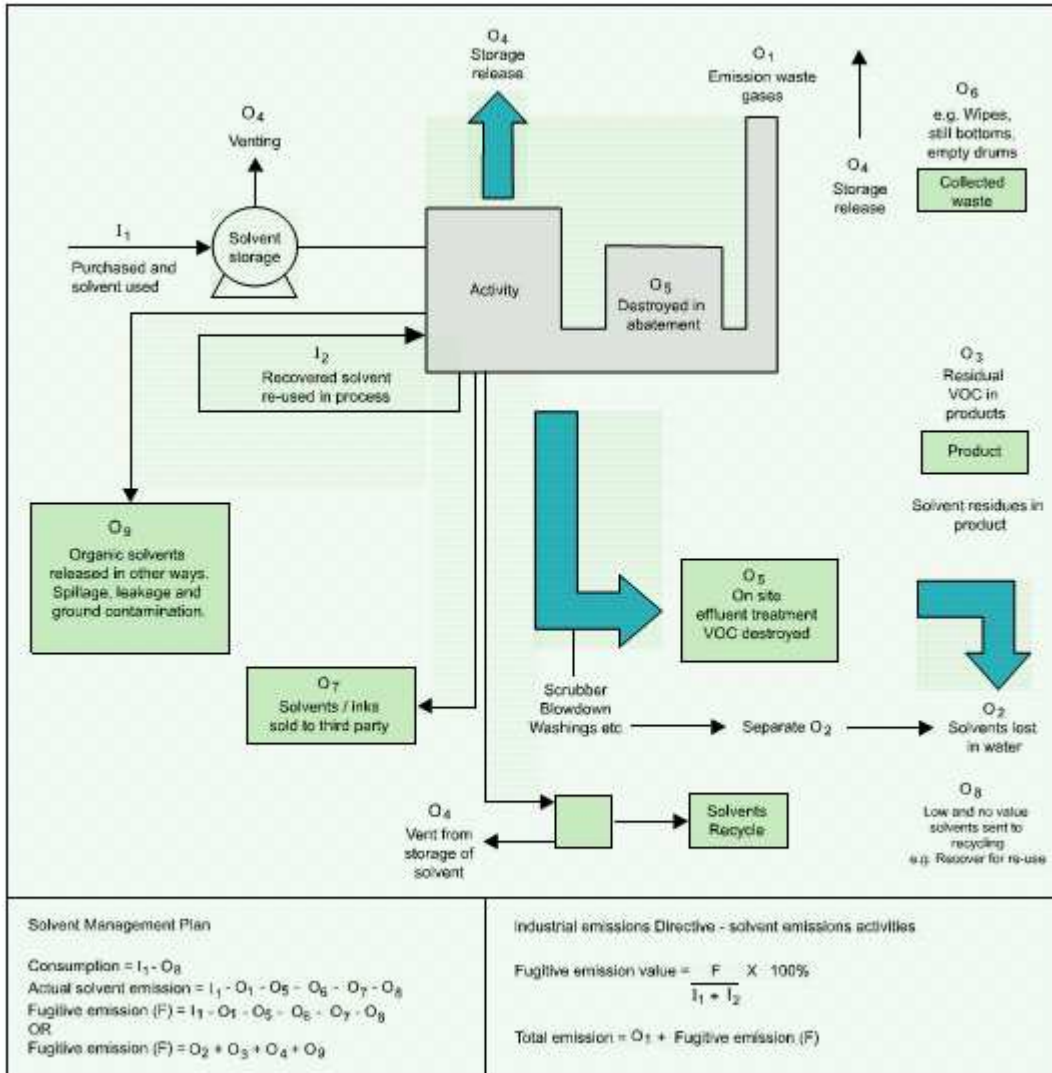 O4
Storage
release
O1
Emission waste
gases
O6
e.g. Wipes,
still bottoms,
empty drums
Collected
waste
O4
Venting
O4
Storage
release
I1
Purchased and
solvent used
Solvent
storage
Activity
O5
Destroyed in
abatement
I2
Recovered solvent
re-used in process
O3
Residual
VOC in
products
Product
Solvent residues in
product
O9
Organic solvents
released in other ways.
Spillage, leakage and
ground contamination.
O5
On site
effluent treatment
VOC destroyed
O7
Solvents / inks
sold to third party
Scrubber
Blowdown
Washings etc
Separate O2
O2
Solvents lost
in water
O4
Vent from
storage of
solvent
Solvents
Recycle
O8
Low and no value
solvents sent to
recycling
e.g. Recover for re-use
Solvent Management Plan
Consumption = I1 - O8
Actual solvent emission = I1 - O1 - O5 - O6 - O7 - O8
Fugitive emission (F) = I1 - O1 - O5 - O6 - O7 - O8
OR
Fugitive emission (F) = O2 + O3 + O4 + O9
Industrial emissions Directive - solvent emissions activities
Fugitive emission value = F X 100%
I1 + I2
Total emission = O1 + Fugitive emission (F)